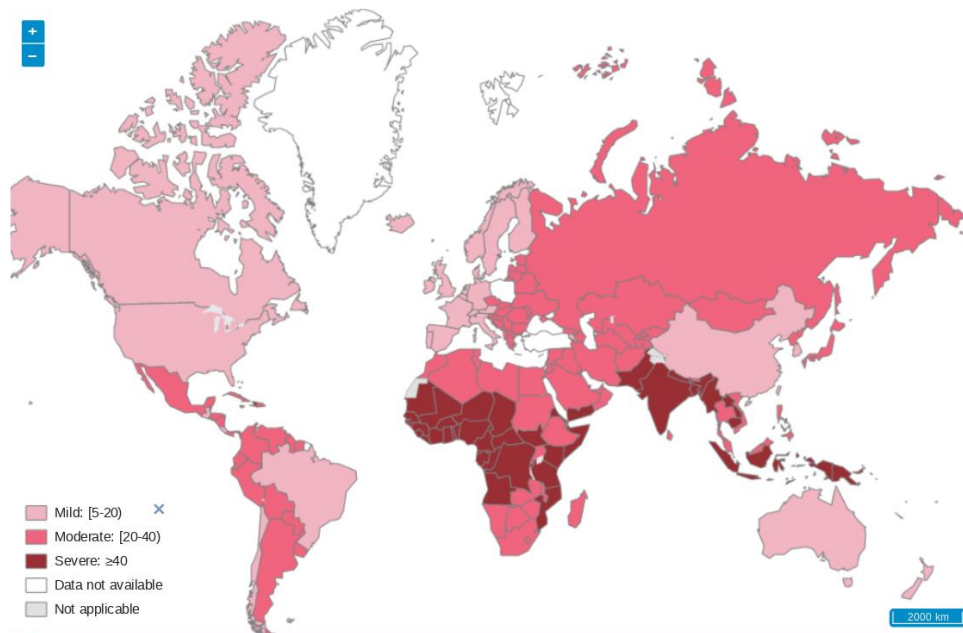 +
−
Mild: [5-20)
Moderate: [20-40)
Severe: ≥40
Data not available
Not applicable
2000 km